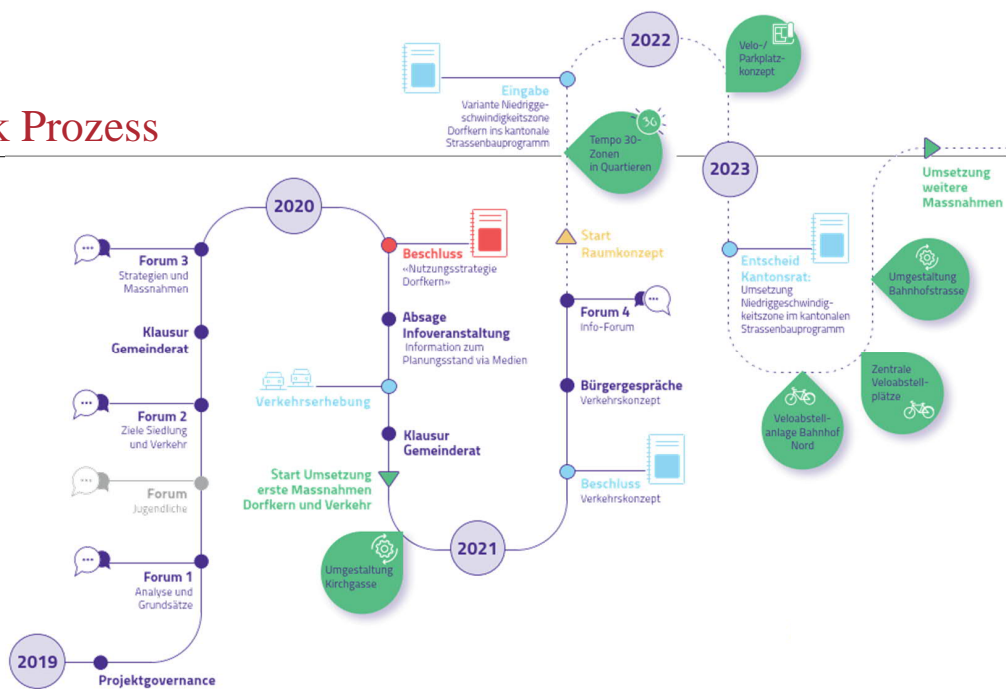 k Prozess
2019
Projektgovernance
Forum 1
Analyse und
Grundsätze
Forum
Jugendliche
Forum 2
Ziele Siedlung
und Verkehr
Klausur
Gemeinderat
Forum 3
Strategien und
Massnahmen
2020
Beschluss
«Nutzungsstrategie
Dorfkern»
Absage
Infoveranstaltung
Information zum
Planungsstand via Medien
Verkehrserhebung
Klausur
Gemeinderat
Start Umsetzung
erste Massnahmen
Dorfkern und Verkehr
Umgestaltung
Kirchgasse
2021
Beschluss
Verkehrskonzept
Bürgergespräche
Verkehrskonzept
Forum 4
Info-Forum
Start
Raumkonzept
Tempo 30-
Zonen
in Quartieren
30
Eingabe
Variante Niedrigge-
schwindigkeitszone
Dorfkern ins kantonale
Strassenbauprogramm
2022
Velo-/
Parkplatz-
konzept
2023
Entscheid
Kantonsrat:
Umsetzung
Niedriggeschwindig-
keitszone im kantonalen
Strassenbauprogramm
Veloabstell-
anlage Bahnhof
Nord
Zentrale
Veloabstell-
plätze
Umgestaltung
Bahnhofstrasse
Umsetzung
weitere
Massnahmen